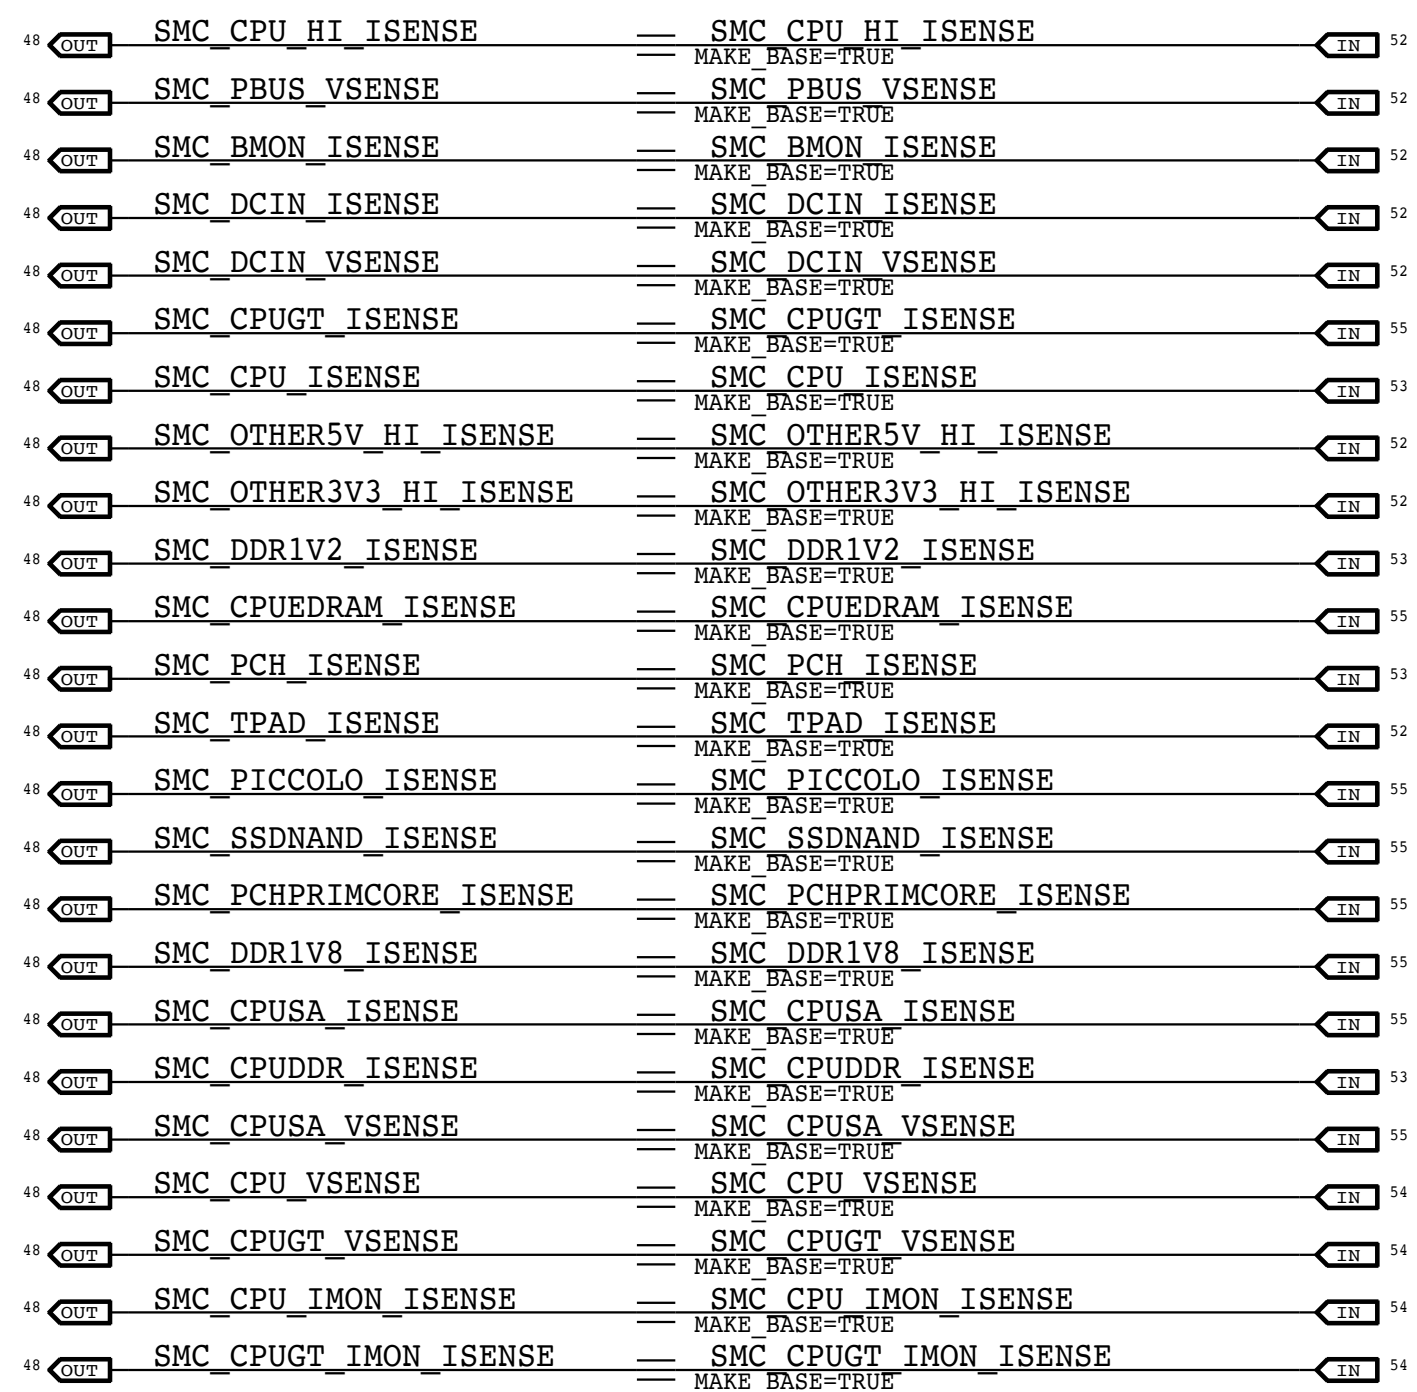 48 OUT SMC_CPU_HI_ISENSE SMC_CPU_HI_ISENSE IN 52
MAKE_BASE=TRUE
48 OUT SMC_PBUS_VSENSE SMC_PBUS_VSENSE IN 52
MAKE_BASE=TRUE
48 OUT SMC_BMON_ISENSE SMC_BMON_ISENSE IN 52
MAKE_BASE=TRUE
48 OUT SMC_DCIN_ISENSE SMC_DCIN_ISENSE IN 52
MAKE_BASE=TRUE
48 OUT SMC_DCIN_VSENSE SMC_DCIN_VSENSE IN 52
MAKE_BASE=TRUE
48 OUT SMC_CPUGT_ISENSE SMC_CPUGT_ISENSE IN 55
MAKE_BASE=TRUE
48 OUT SMC_CPU_ISENSE SMC_CPU_ISENSE IN 53
MAKE_BASE=TRUE
48 OUT SMC_OTHER5V_HI_ISENSE SMC_OTHER5V_HI_ISENSE IN 52
MAKE_BASE=TRUE
48 OUT SMC_OTHER3V3_HI_ISENSE SMC_OTHER3V3_HI_ISENSE IN 52
MAKE_BASE=TRUE
48 OUT SMC_DDR1V2_ISENSE SMC_DDR1V2_ISENSE IN 53
MAKE_BASE=TRUE
48 OUT SMC_CPUEDRAM_ISENSE SMC_CPUEDRAM_ISENSE IN 55
MAKE_BASE=TRUE
48 OUT SMC_PCH_ISENSE SMC_PCH_ISENSE IN 53
MAKE_BASE=TRUE
48 OUT SMC_TPAD_ISENSE SMC_TPAD_ISENSE IN 52
MAKE_BASE=TRUE
48 OUT SMC_PICCOLO_ISENSE SMC_PICCOLO_ISENSE IN 55
MAKE_BASE=TRUE
48 OUT SMC_SSDNAND_ISENSE SMC_SSDNAND_ISENSE IN 55
MAKE_BASE=TRUE
48 OUT SMC_PCHPRIMCORE_ISENSE SMC_PCHPRIMCORE_ISENSE IN 55
MAKE_BASE=TRUE
48 OUT SMC_DDR1V8_ISENSE SMC_DDR1V8_ISENSE IN 55
MAKE_BASE=TRUE
48 OUT SMC_CPUSA_ISENSE SMC_CPUSA_ISENSE IN 55
MAKE_BASE=TRUE
48 OUT SMC_CPUDDR_ISENSE SMC_CPUDDR_ISENSE IN 53
MAKE_BASE=TRUE
48 OUT SMC_CPUSA_VSENSE SMC_CPUSA_VSENSE IN 55
MAKE_BASE=TRUE
48 OUT SMC_CPU_VSENSE SMC_CPU_VSENSE IN 54
MAKE_BASE=TRUE
48 OUT SMC_CPUGT_VSENSE SMC_CPUGT_VSENSE IN 54
MAKE_BASE=TRUE
48 OUT SMC_CPU_IMON_ISENSE SMC_CPU_IMON_ISENSE IN 54
MAKE_BASE=TRUE
48 OUT SMC_CPUGT_IMON_ISENSE SMC_CPUGT_IMON_ISENSE IN 54
MAKE_BASE=TRUE